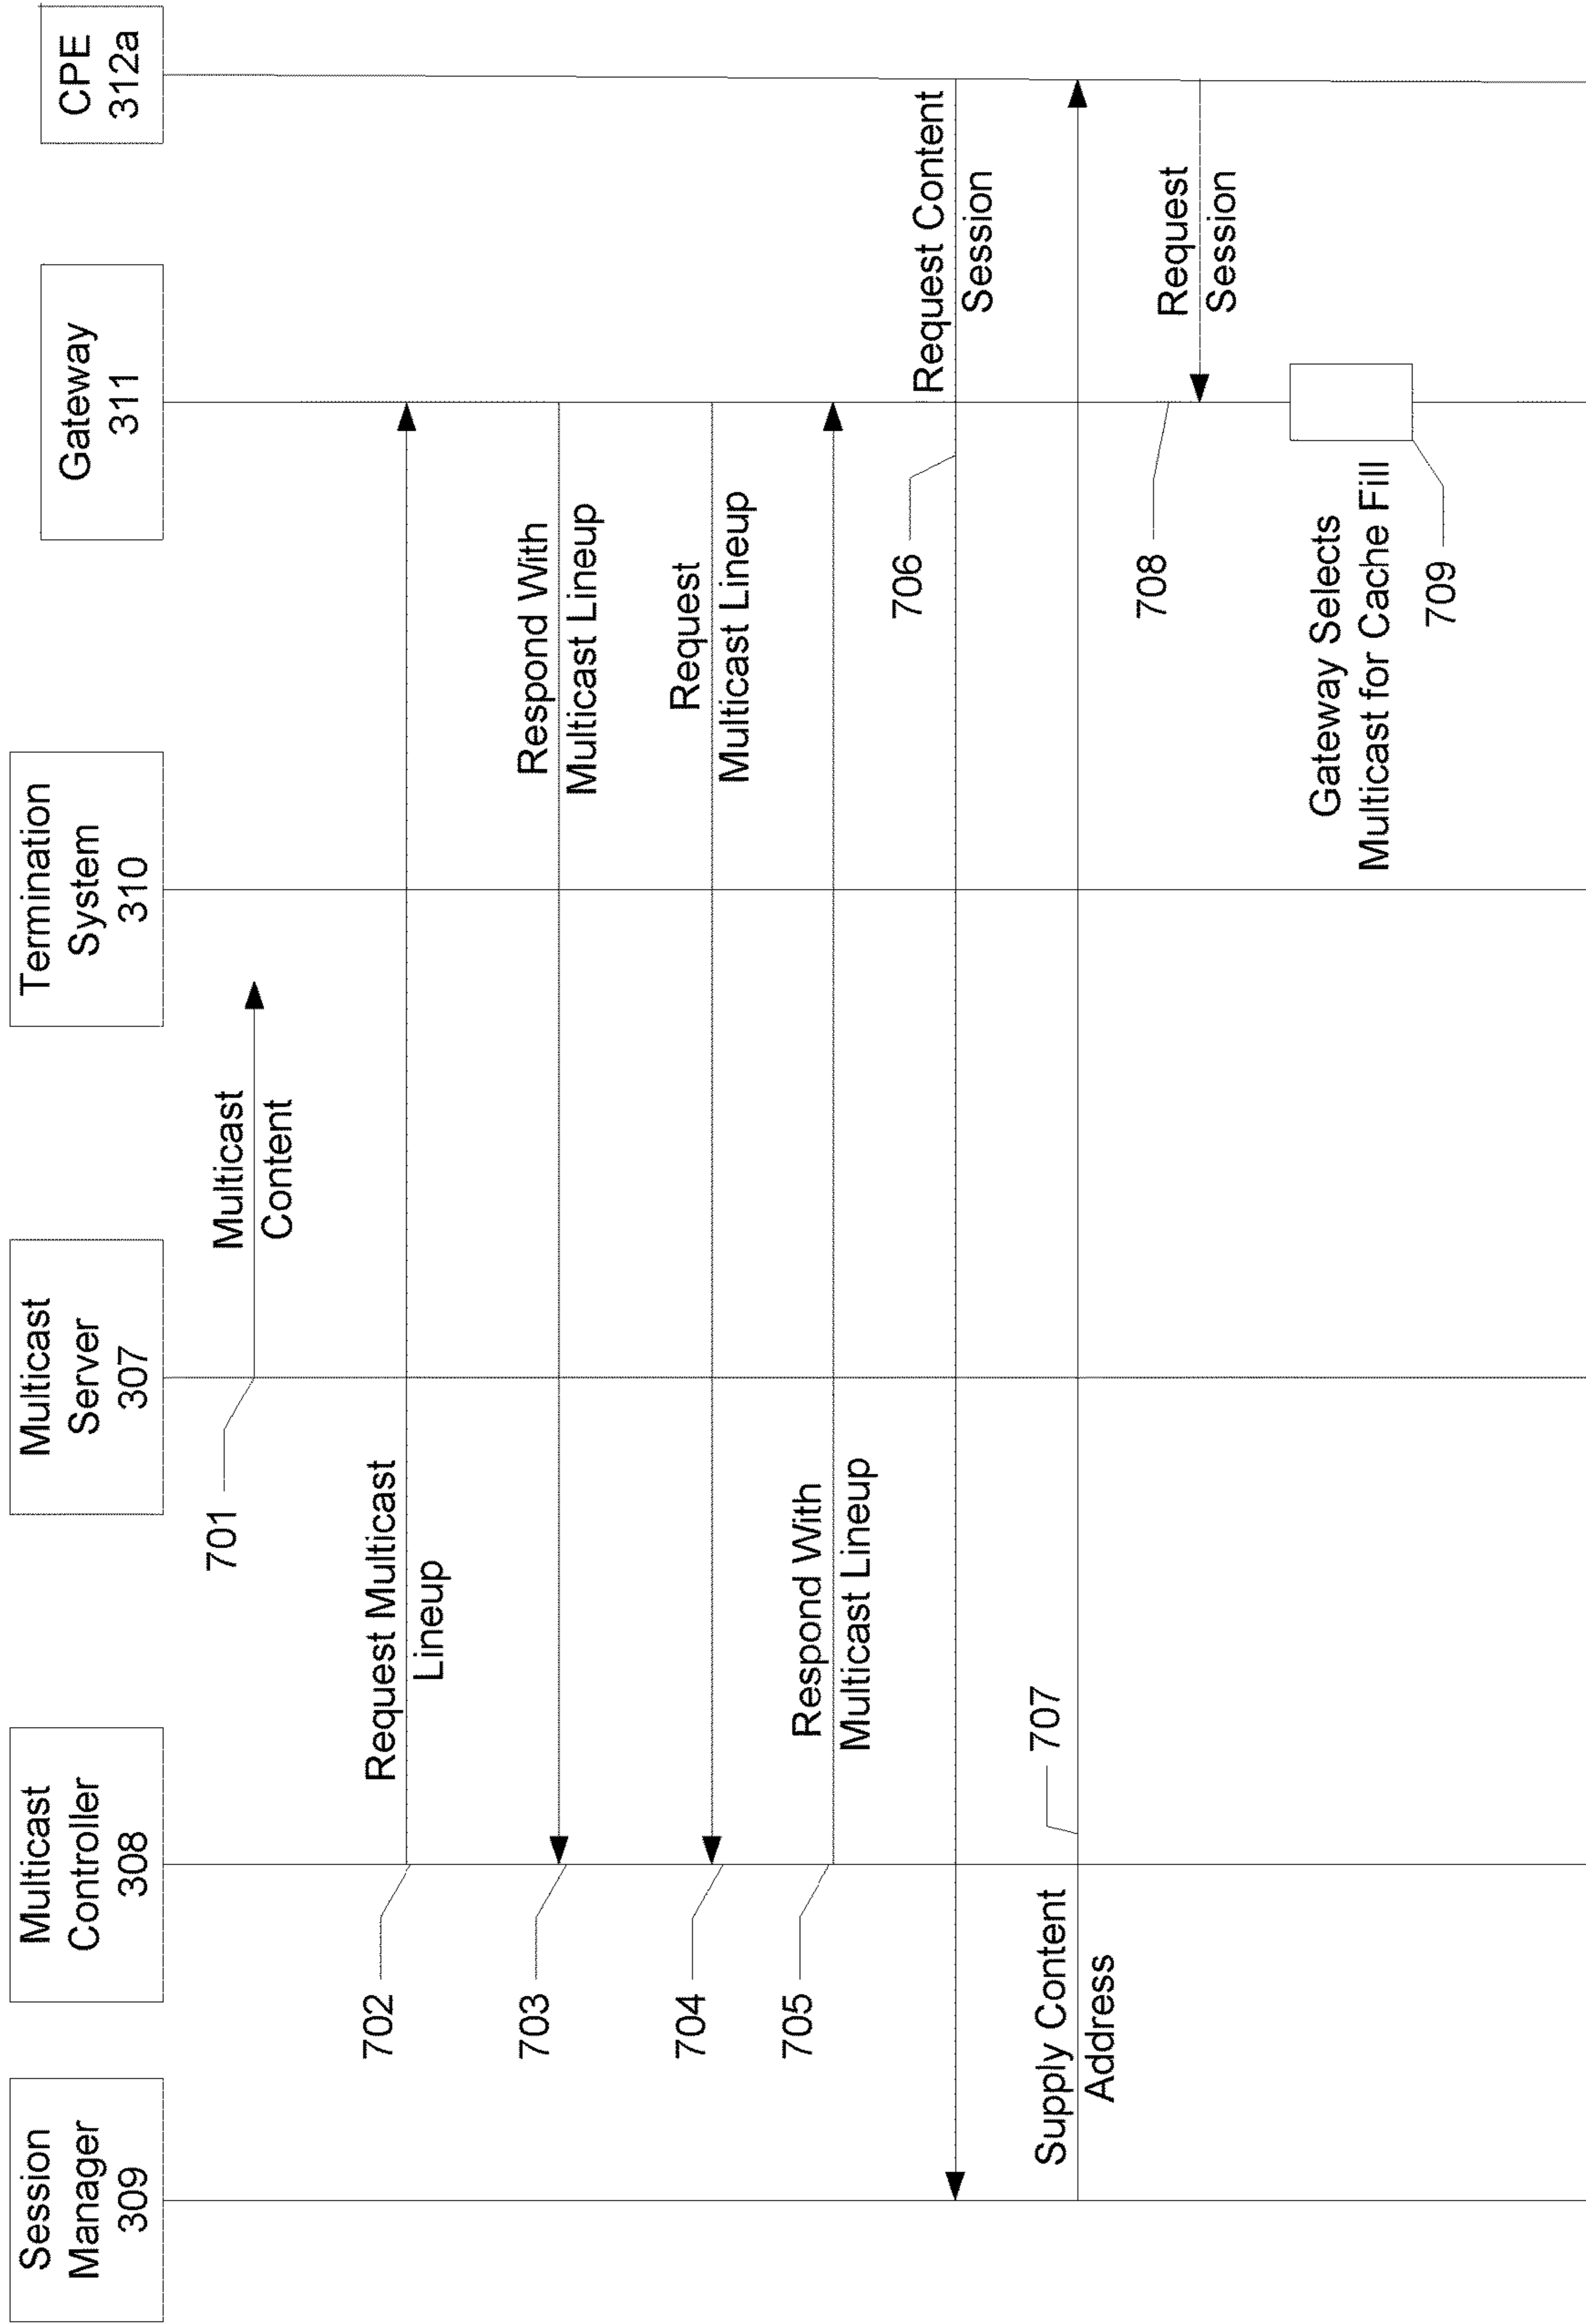 Session
Manager
309
Multicast
Controller
308
Multicast
Server
307
Termination
System
310
Gateway
311
CPE
312a
701
Multicast
Content
702
Request Multicast
Lineup
703
Respond With
Multicast Lineup
704
Request
Multicast Lineup
705
Respond With
Multicast Lineup
706
Request Content
Session
Supply Content
Address
707
708
Request
Session
Gateway Selects
Multicast for Cache Fill
709